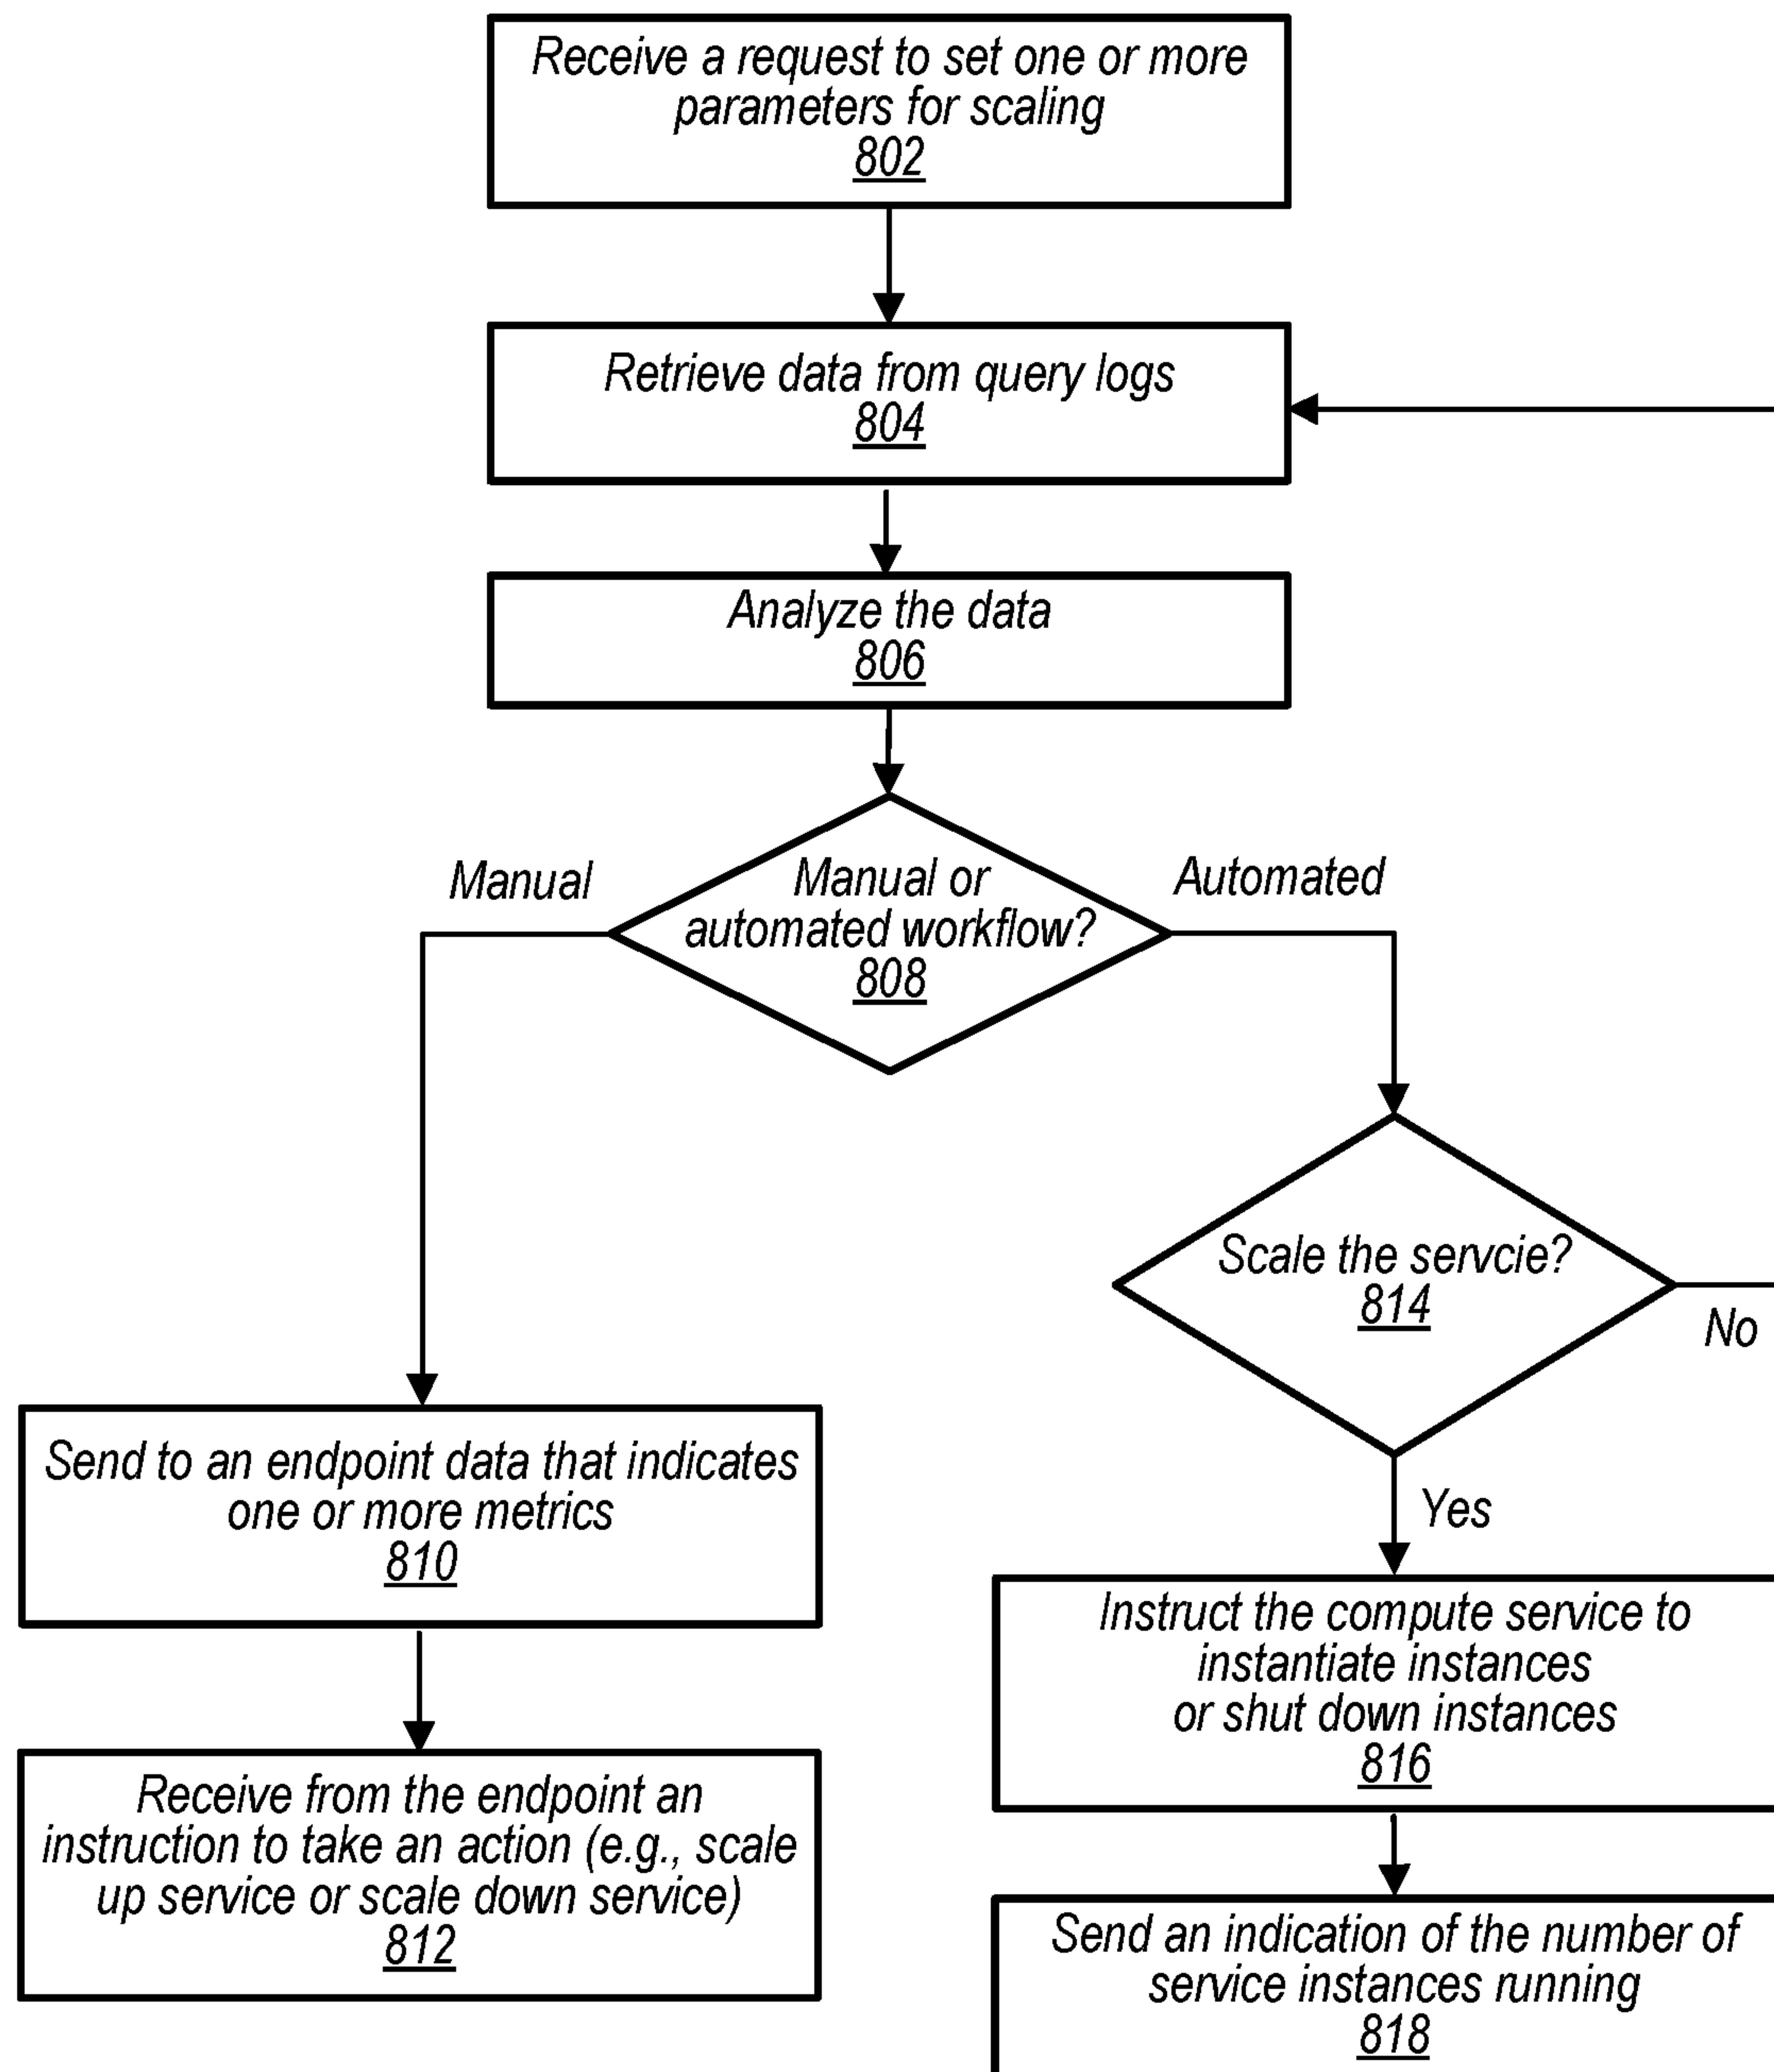 Receive a request to set one or more
parameters for scaling
802
Retrieve data from query logs
804
Analyze the data
806
Manual
Manual or
automated workflow?
808
Automated
Scale the servcie?
814
No
Yes
Send to an endpoint data that indicates
one or more metrics
810
Instruct the compute service to
instantiate instances
or shut down instances
816
Receive from the endpoint an
instruction to take an action (e.g., scale
up service or scale down service)
812
Send an indication of the number of
service instances running
818